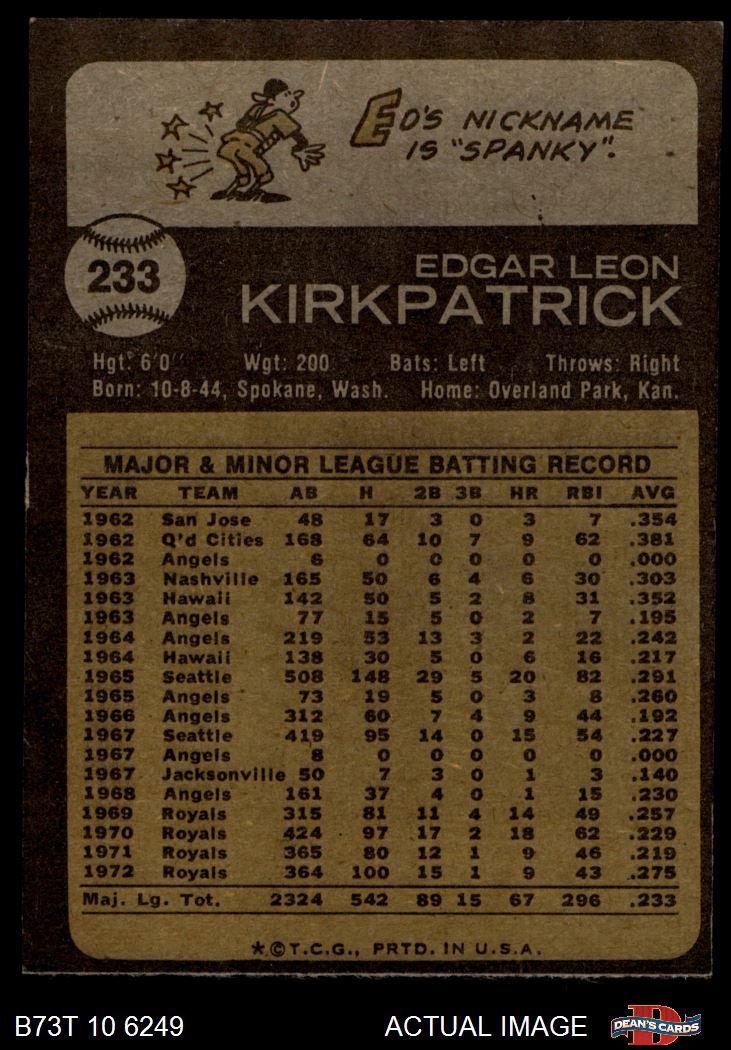 ED'S NICKNAME
IS "SPANKY".
233
EDGAR LEON
KIRKPATRICK
Hgt: 6'0" Wgt: 200 Bats: Left Throws: Right
Born: 10-8-44, Spokane, Wash. Home: Overland Park, Kan.
MAJOR & MINOR LEAGUE BATTING RECORD
YEAR TEAM AB H 2B 3B HR RBI AVG
1962 San Jose 48 17 3 0 3 7 .354
1962 Q'd Cities 168 64 10 7 9 62 .381
1962 Angels 6 0 0 0 0 0 .000
1963 Nashville 165 50 6 4 6 30 .303
1963 Hawaii 142 50 5 2 8 31 .352
1963 Angels 77 15 5 0 2 7 .195
1964 Angels 219 53 13 3 2 22 .242
1964 Hawaii 138 30 5 0 6 16 .217
1965 Seattle 508 148 29 5 20 82 .291
1965 Angels 73 19 5 0 3 8 .260
1966 Angels 312 60 7 4 9 44 .192
1967 Seattle 419 95 14 0 15 54 .227
1967 Angels 8 0 0 0 0 0 .000
1967 Jacksonville 50 7 3 0 1 3 .140
1968 Angels 161 37 4 0 1 15 .230
1969 Royals 315 81 11 4 14 49 .257
1970 Royals 424 97 17 2 18 62 .229
1971 Royals 365 80 12 1 9 46 .219
1972 Royals 364 100 15 1 9 43 .275
Maj. Lg. Tot. 2324 542 89 15 67 296 .233
*©T.C.G., PRTD. IN U.S.A.
B73T 10 6249 ACTUAL IMAGE D DEAN'S CARDS